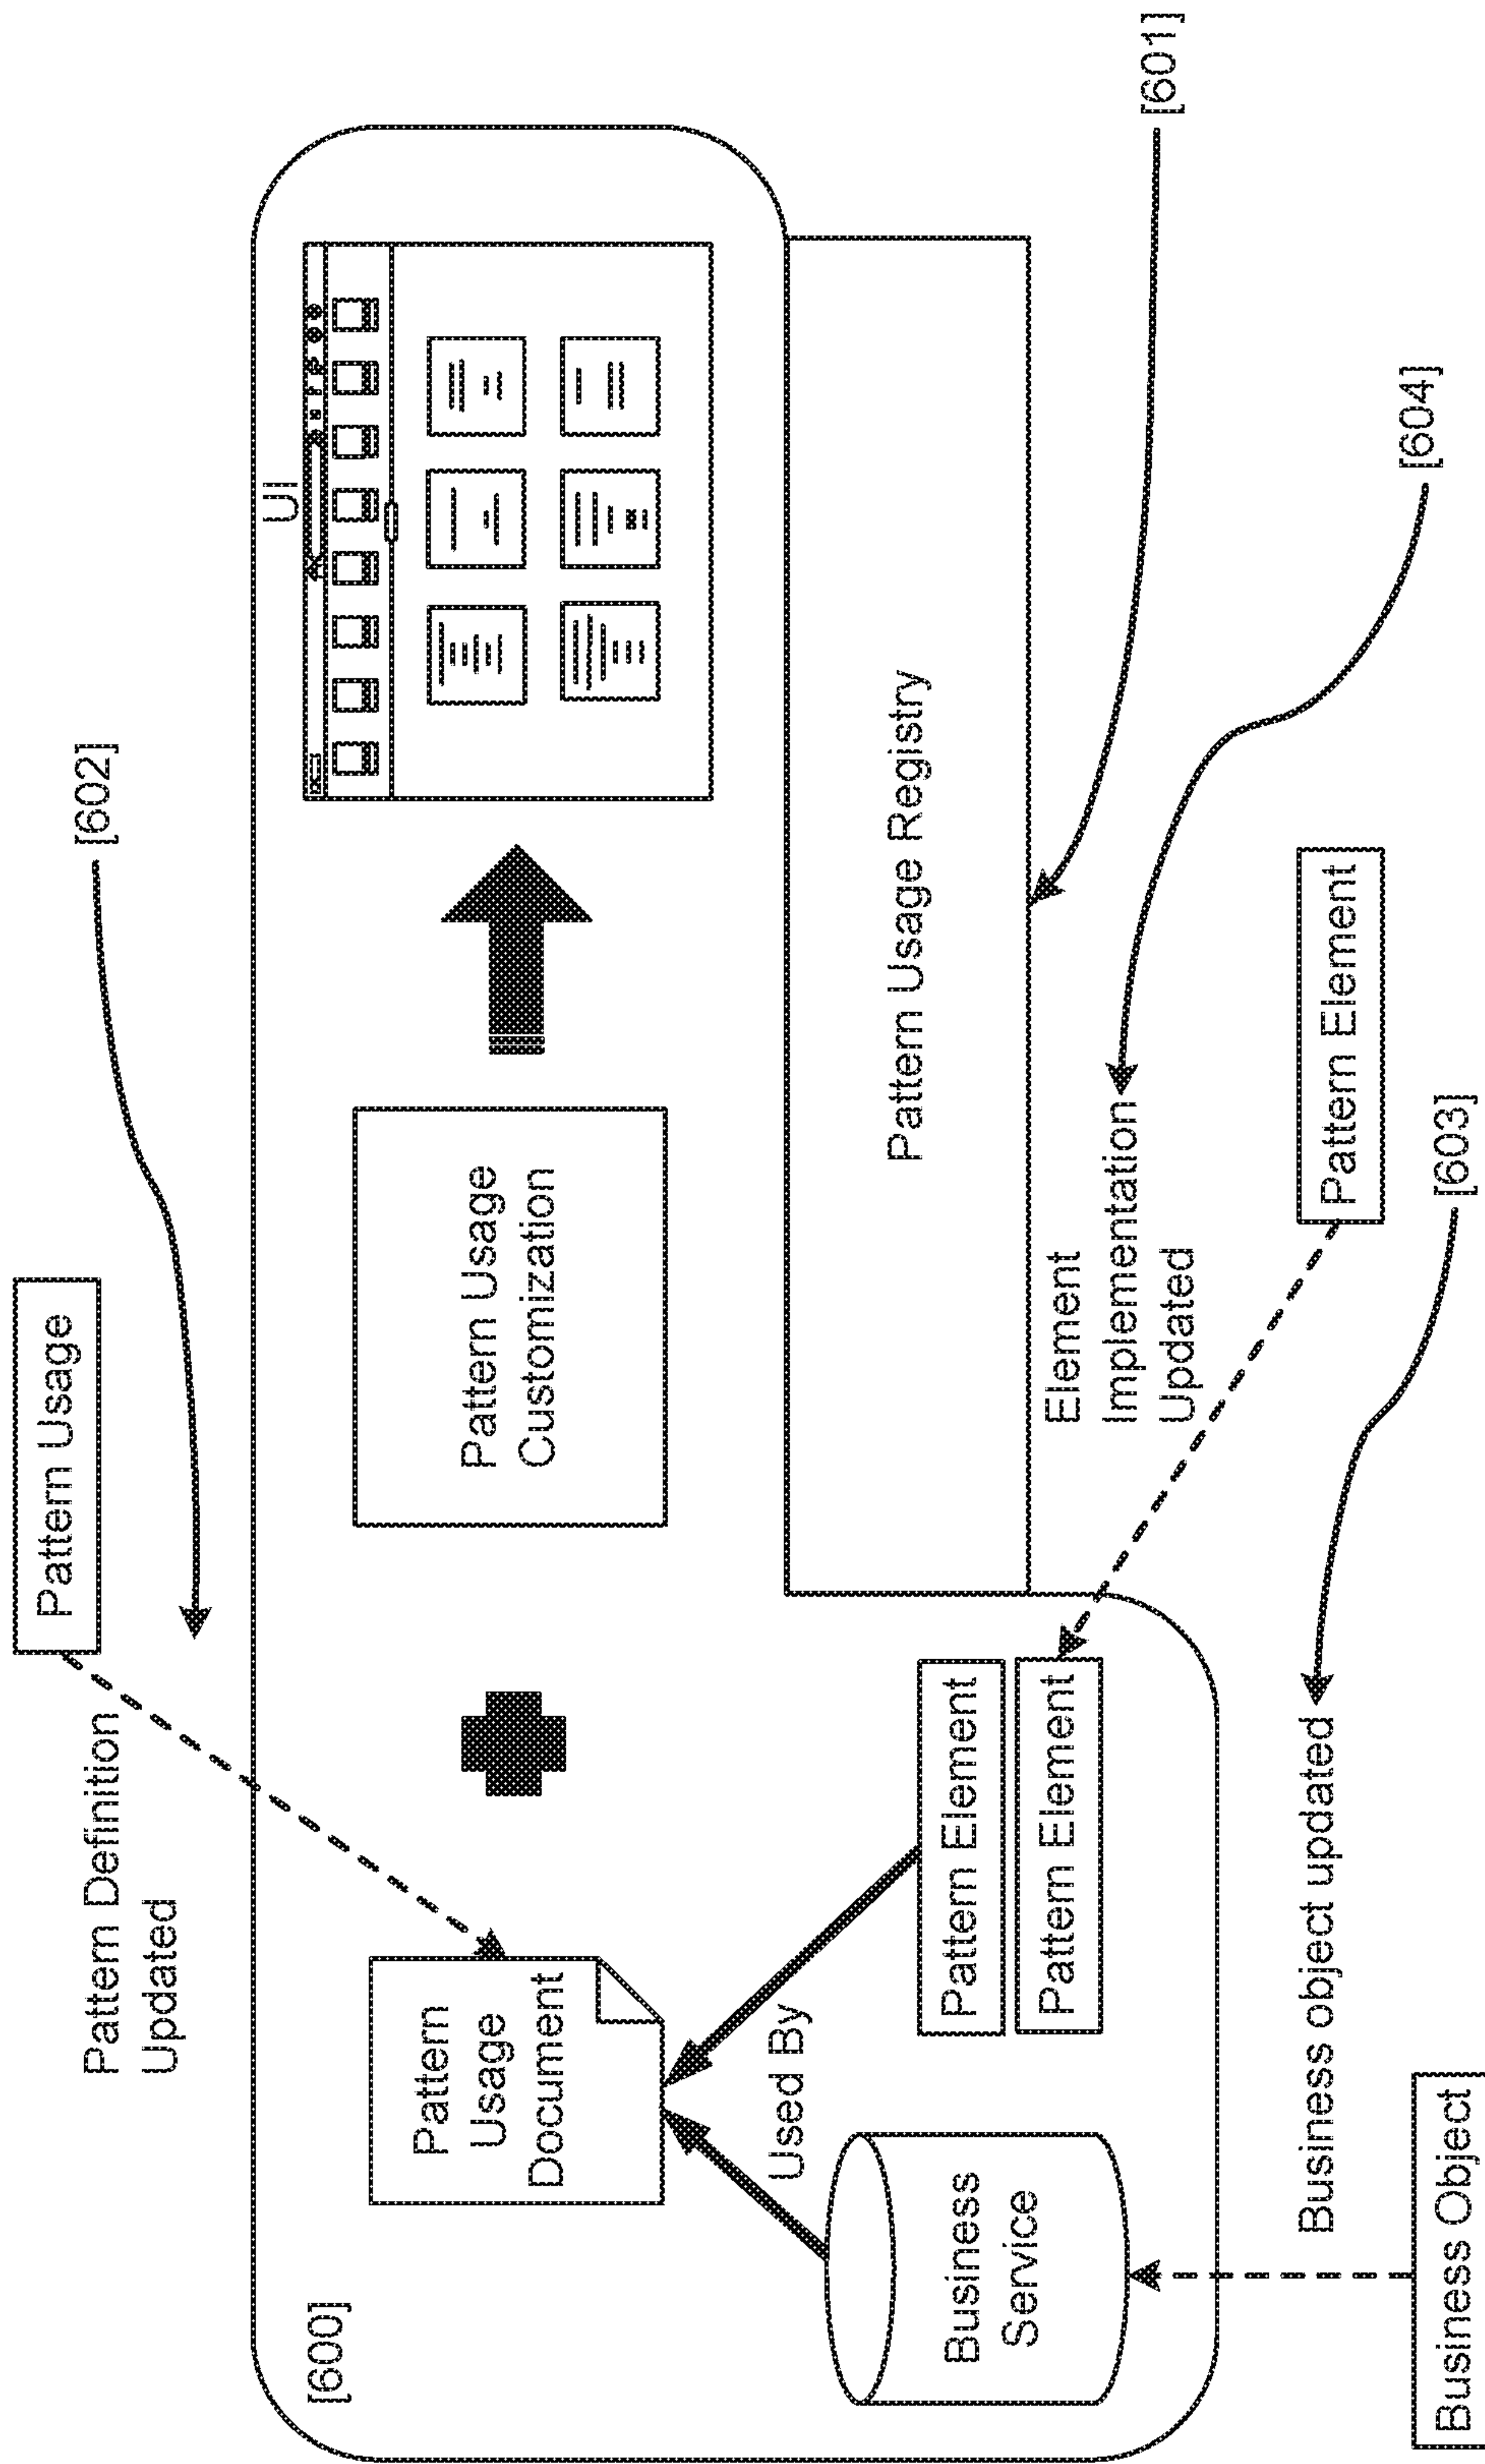 Pattern Usage
[602]
Pattern Definition
Updated
[600]
UI
Pattern
Usage
Document
Pattern Usage
Customization
Used By
Business
Service
Pattern Element
Pattern Element
Pattern Usage Registry
[601]
Element
Implementation
Updated
[604]
Business object updated
[603]
Pattern Element
Business Object